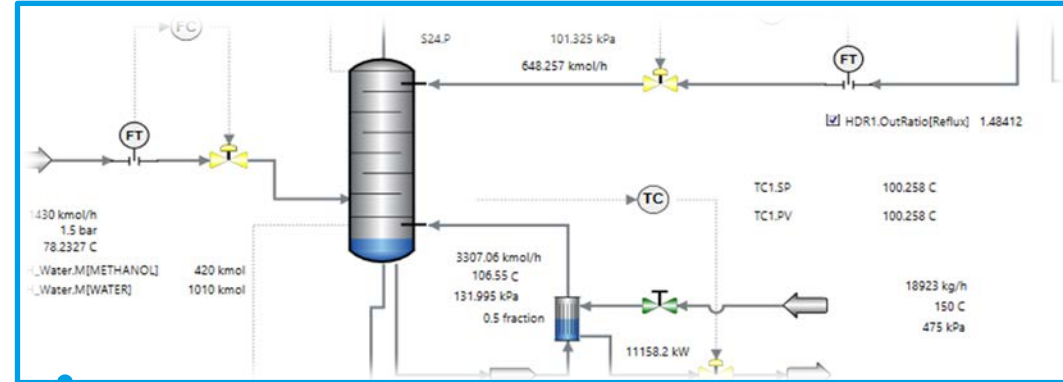 FC
S24.P 101.325 kPa
648.257 kmol/h
FT
HDR1.OutRatio[Reflux] 1.48412
FT
TC1.SP 100.258 C
TC
TC1.PV 100.258 C
1430 kmol/h
1.5 bar
78.2327 C
_Water.M[METHANOL] 420 kmol
_Water.M[WATER] 1010 kmol
3307.06 kmol/h
106.55 C
131.995 kPa
0.5 fraction
18923 kg/h
150 C
475 kPa
11158.2 kW